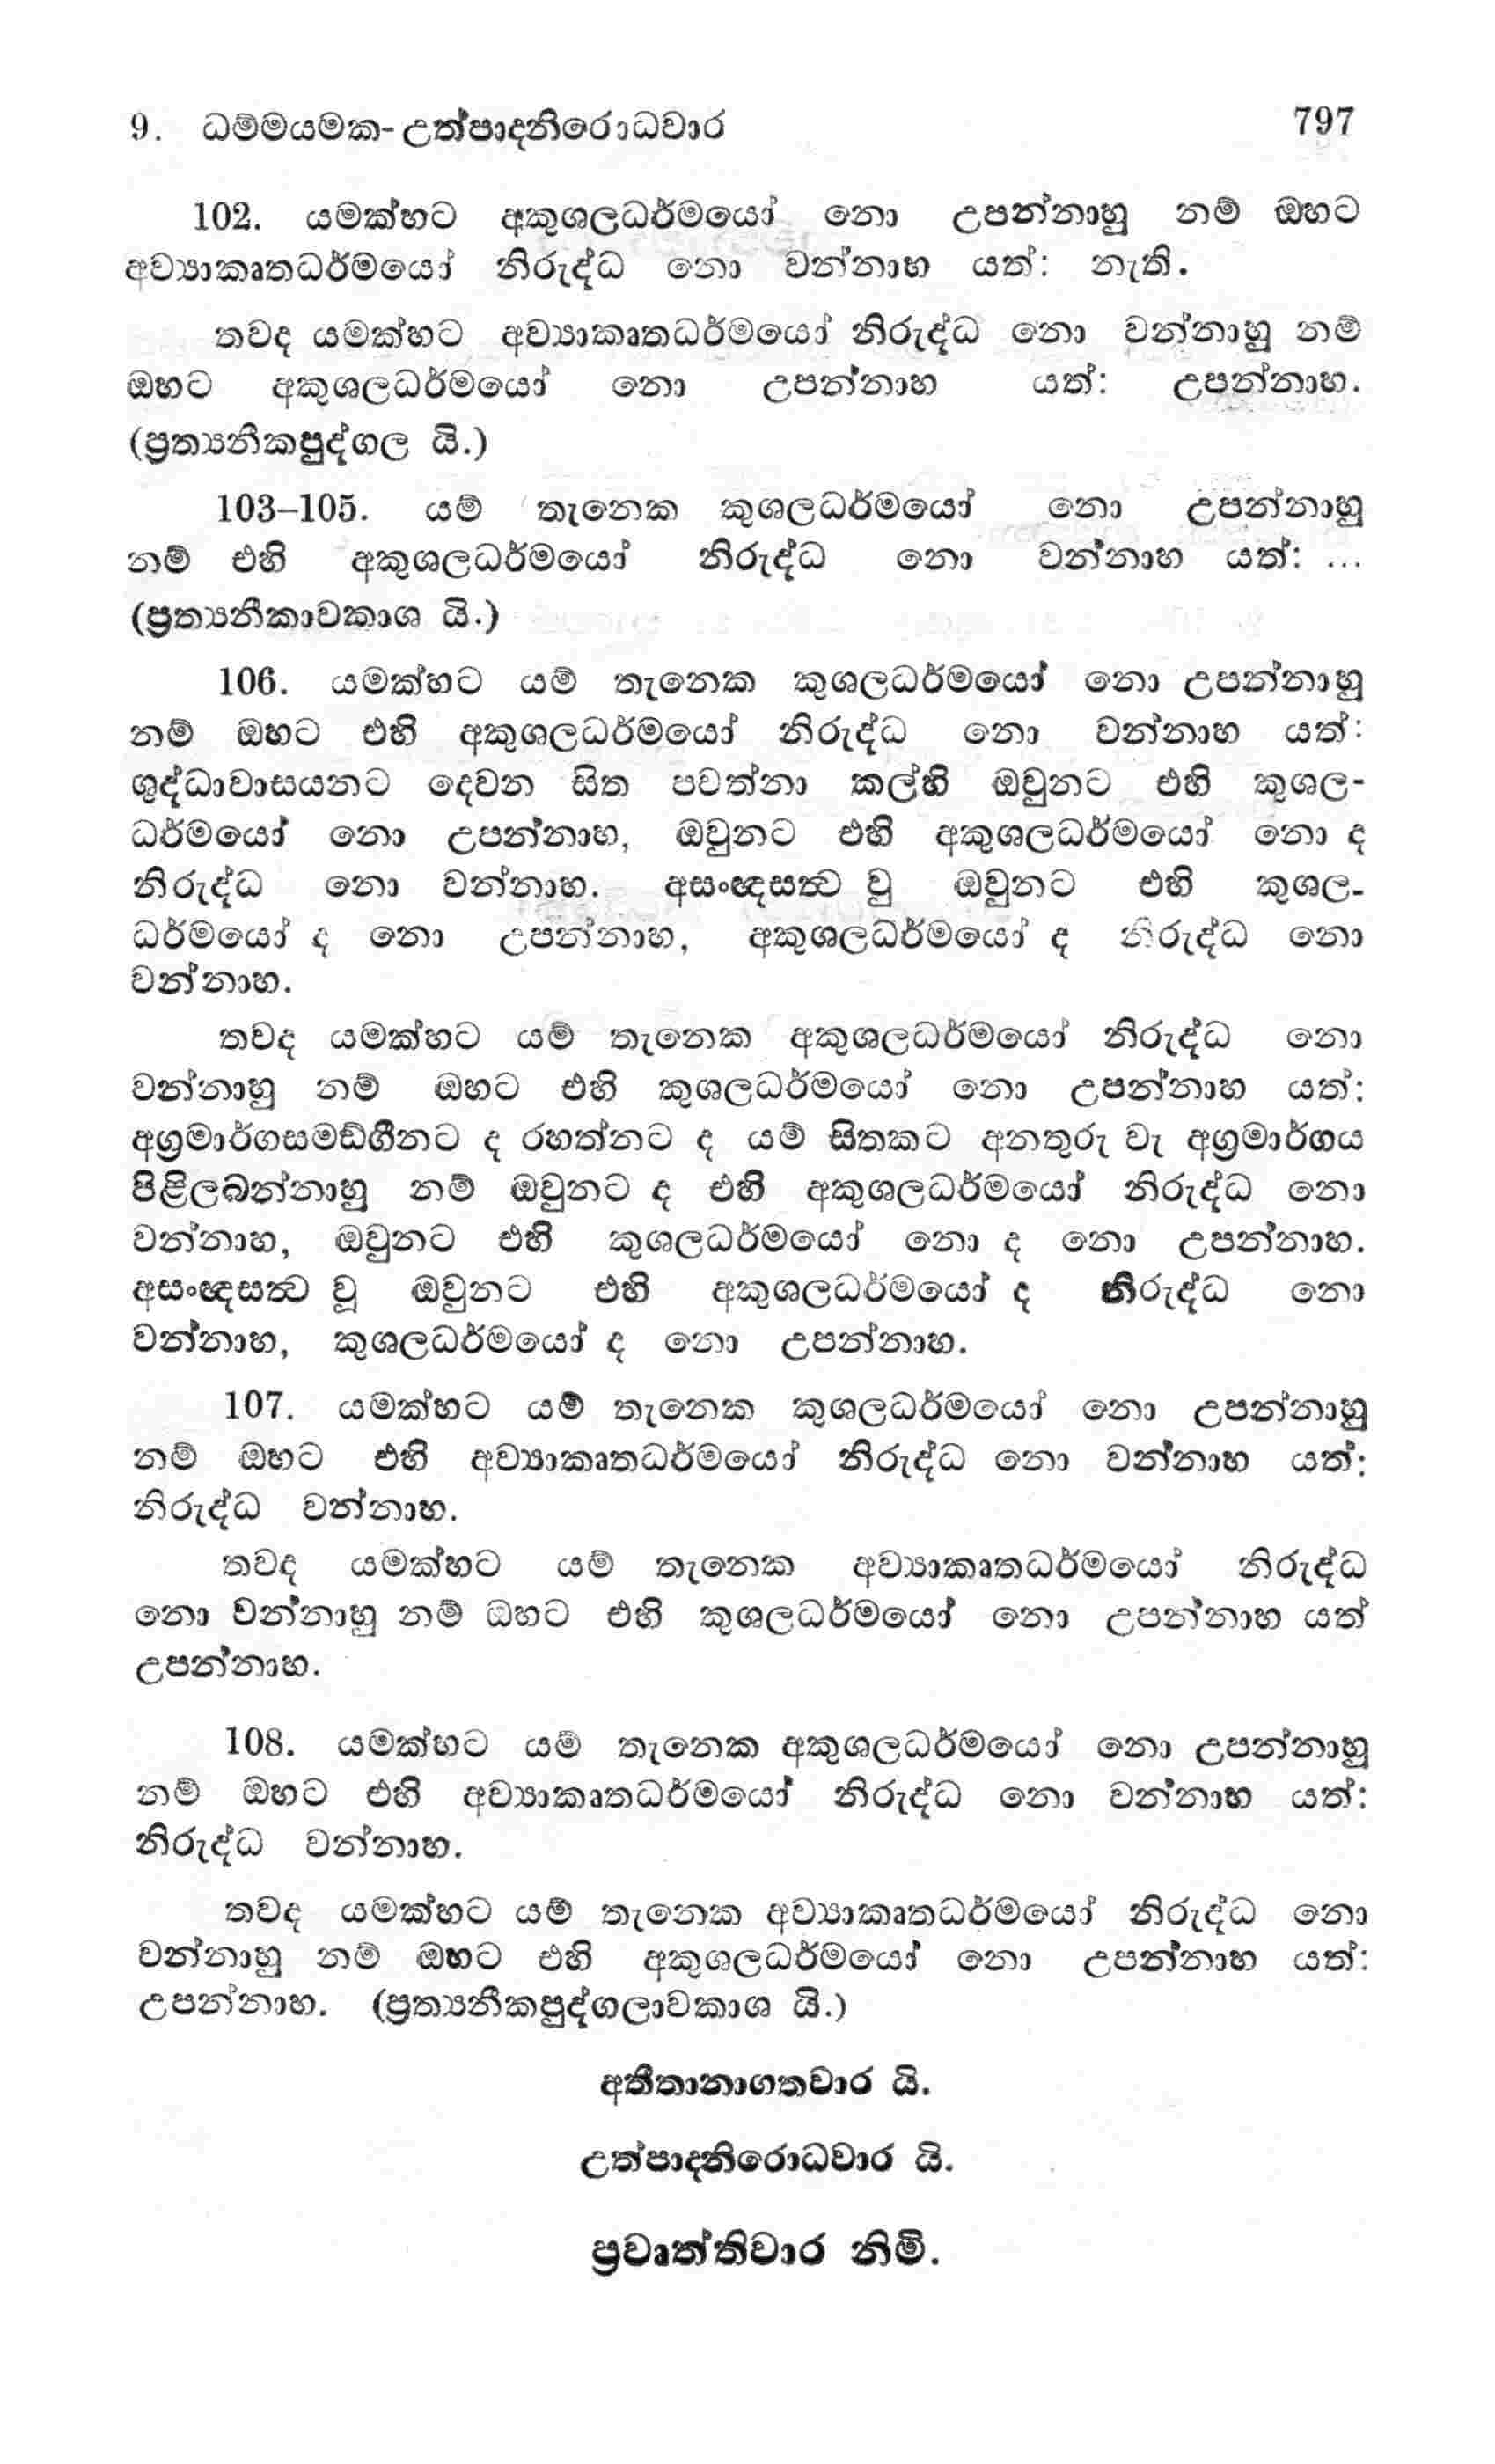 9. ධම්මයමක-උත්පාදනිරොධවාර 797
102. යමක්හට අකුශලධර්මයෝ නො උපන්නාහු නම් ඔහට
අව්‍යාකෘතධර්මයෝ නිරුද්ධ නො වන්නාහ යත්: නැති.
තවද යමක්හට අව්‍යාකෘතධර්මයෝ නිරුද්ධ නො වන්නාහු නම්
ඔහට අකුශලධර්මයෝ නො උපන්නාහ යත්: උපන්නාහ.
(ප්‍රත්‍යනීකපුද්ගල යි.)
103–105. යම් තැනෙක කුශලධර්මයෝ නො උපන්නාහු
නම් එහි අකුශලධර්මයෝ නිරුද්ධ නො වන්නාහ යත්: ...
(ප්‍රත්‍යනීකාවකාශ යි.)
106. යමක්හට යම් තැනෙක කුශලධර්මයෝ නො උපන්නාහු
නම් ඔහට එහි අකුශලධර්මයෝ නිරුද්ධ නො වන්නාහ යත්:
ශුද්ධාවාසයනට දෙවන සිත පවත්නා කල්හි ඔවුනට එහි කුශල-
ධර්මයෝ නො උපන්නාහ, ඔවුනට එහි අකුශලධර්මයෝ නො ද
නිරුද්ධ නො වන්නාහ. අසංඥසත්‍ව වූ ඔවුනට එහි කුශල-
ධර්මයෝ ද නො උපන්නාහ, අකුශලධර්මයෝ ද නිරුද්ධ නො
වන්නාහ.
තවද යමක්හට යම් තැනෙක අකුශලධර්මයෝ නිරුද්ධ නො
වන්නාහු නම් ඔහට එහි කුශලධර්මයෝ නො උපන්නාහ යත්:
අග්‍රමාර්ගසමඞ්ගීනට ද රහත්නට ද යම් සිතකට අනතුරු වැ අග්‍රමාර්ගය
පිළිලබන්නාහු නම් ඔවුනට ද එහි අකුශලධර්මයෝ නිරුද්ධ නො
වන්නාහ, ඔවුනට එහි කුශලධර්මයෝ නො ද නො උපන්නාහ.
අසංඥසත්‍ව වූ ඔවුනට එහි අකුශලධර්මයෝ ද නිරුද්ධ නො
වන්නාහ, කුශලධර්මයෝ ද නො උපන්නාහ.
107. යමක්හට යම් තැනෙක කුශලධර්මයෝ නො උපන්නාහු
නම් ඔහට එහි අව්‍යාකෘතධර්මයෝ නිරුද්ධ නො වන්නාහ යත්:
නිරුද්ධ වන්නාහ.
තවද යමක්හට යම් තැනෙක අව්‍යාකෘතධර්මයෝ නිරුද්ධ
නො වන්නාහු නම් ඔහට එහි කුශලධර්මයෝ නො උපන්නාහ යත්
උපන්නාහ.
108. යමක්හට යම් තැනෙක අකුශලධර්මයෝ නො උපන්නාහු
නම් ඔහට එහි අව්‍යාකෘතධර්මයෝ නිරුද්ධ නො වන්නාහ යත්:
නිරුද්ධ වන්නාහ.
තවද යමක්හට යම් තැනෙක අව්‍යාකෘතධර්මයෝ නිරුද්ධ නො
වන්නාහු නම් ඔහට එහි අකුශලධර්මයෝ නො උපන්නාහ යත්:
උපන්නාහ. (ප්‍රත්‍යනීකපුද්ගලාවකාශ යි.)
අතීතානාගතවාර යි.
උත්පාදනිරොධවාර යි.
ප්‍රවෘත්තිවාර නිමි.